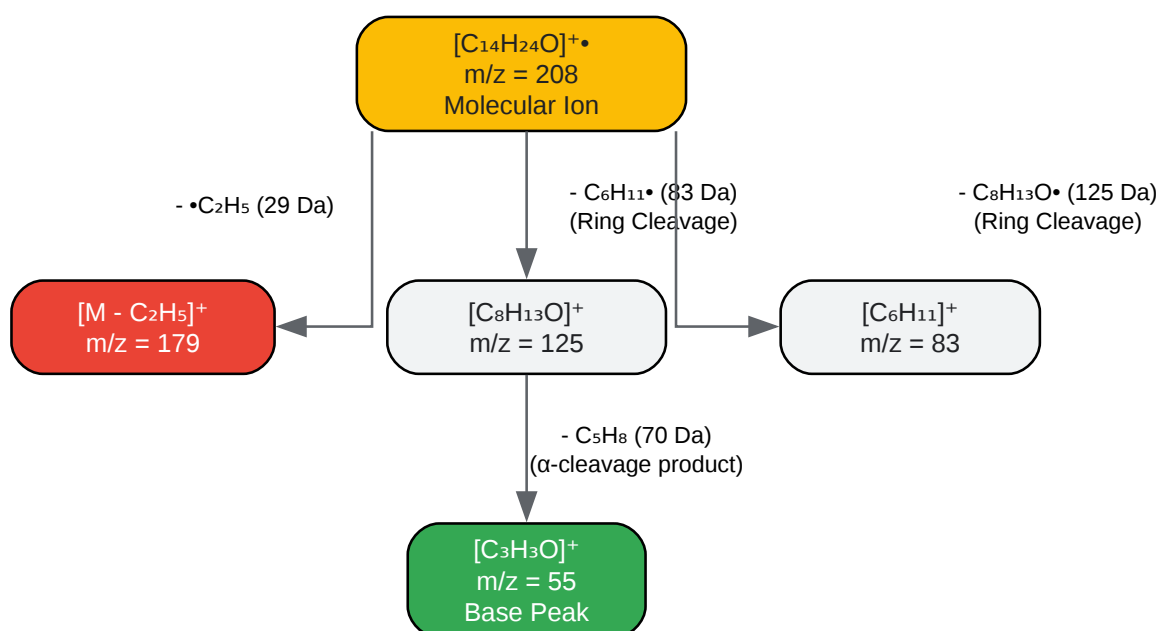 [C₁₄H₂₄O]⁺•
m/z = 208
Molecular Ion
- •C₂H₅ (29 Da)
- C₆H₁₁• (83 Da)
(Ring Cleavage)
- C₈H₁₃O• (125 Da)
(Ring Cleavage)
[M - C₂H₅]⁺
m/z = 179
[C₈H₁₃O]⁺
m/z = 125
[C₆H₁₁]⁺
m/z = 83
- C₅H₈ (70 Da)
(α-cleavage product)
[C₃H₃O]⁺
m/z = 55
Base Peak